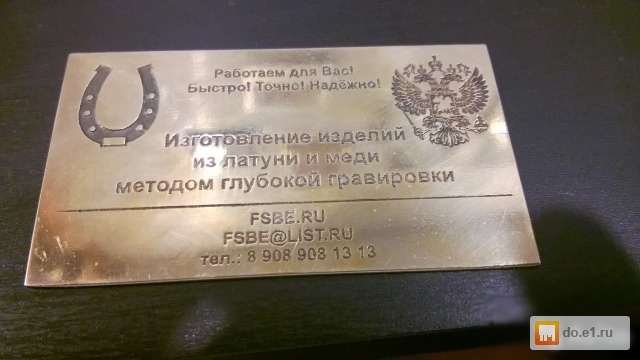 Работаем для Вас!
Быстро! Точно! Надёжно!
Изготовление изделий
из латуни и меди
методом глубокой гравировки
FSBE.RU
FSBE@LIST.RU
тел.: 8 908 908 13 13
do.e1.ru